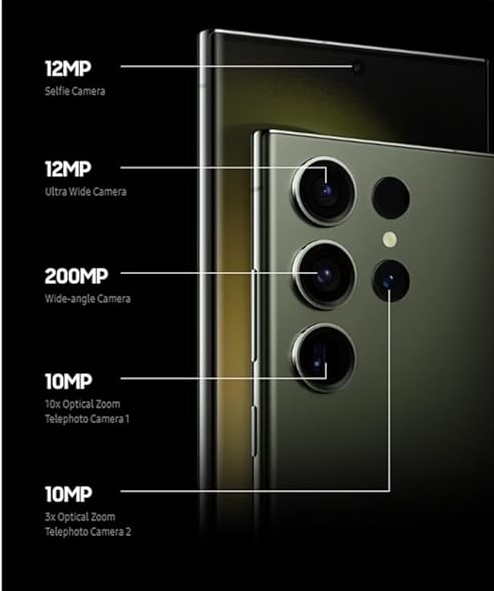 12MP
Selfie Camera
12MP
Ultra Wide Camera
200MP
Wide-angle Camera
10MP
10x Optical Zoom
Telephoto Camera 1
10MP
3x Optical Zoom
Telephoto Camera 2